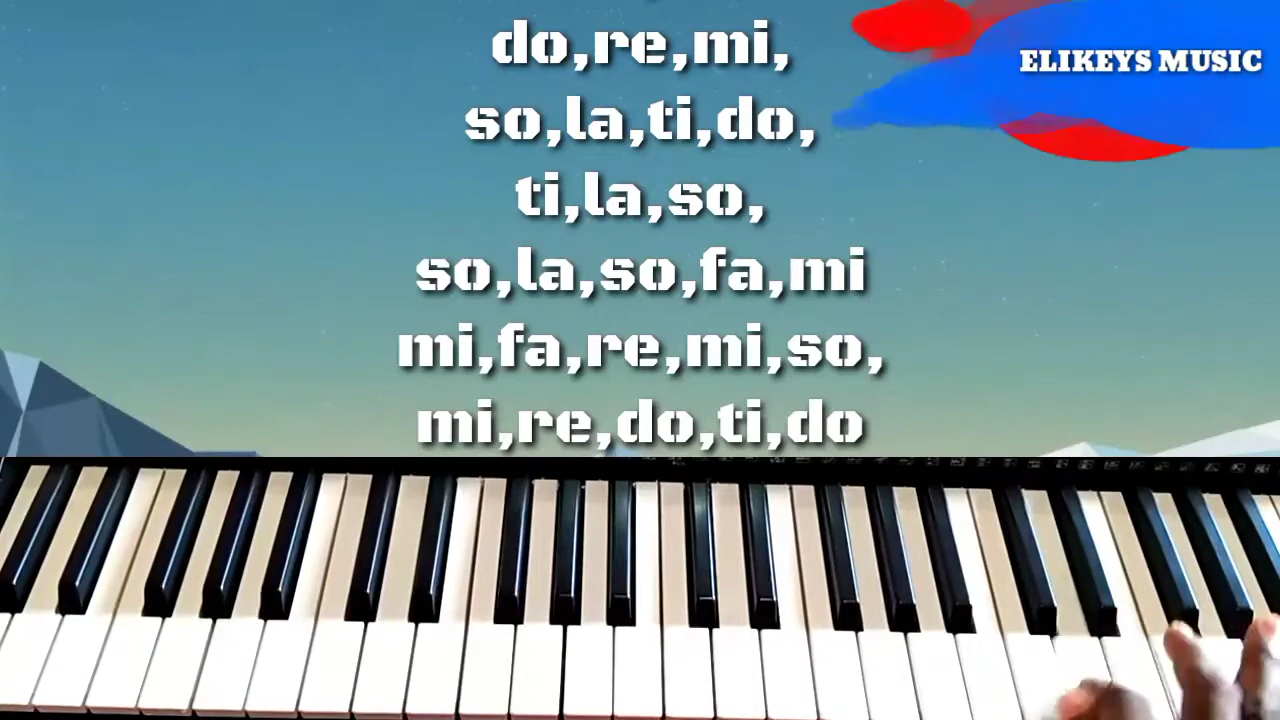 do,re,mi,
so,la,ti,do,
ti,la,so,
so,la,so,fa,mi
mi,fa,re,mi,so,
mi,re,do,ti,do
ELIKEYS MUSIC